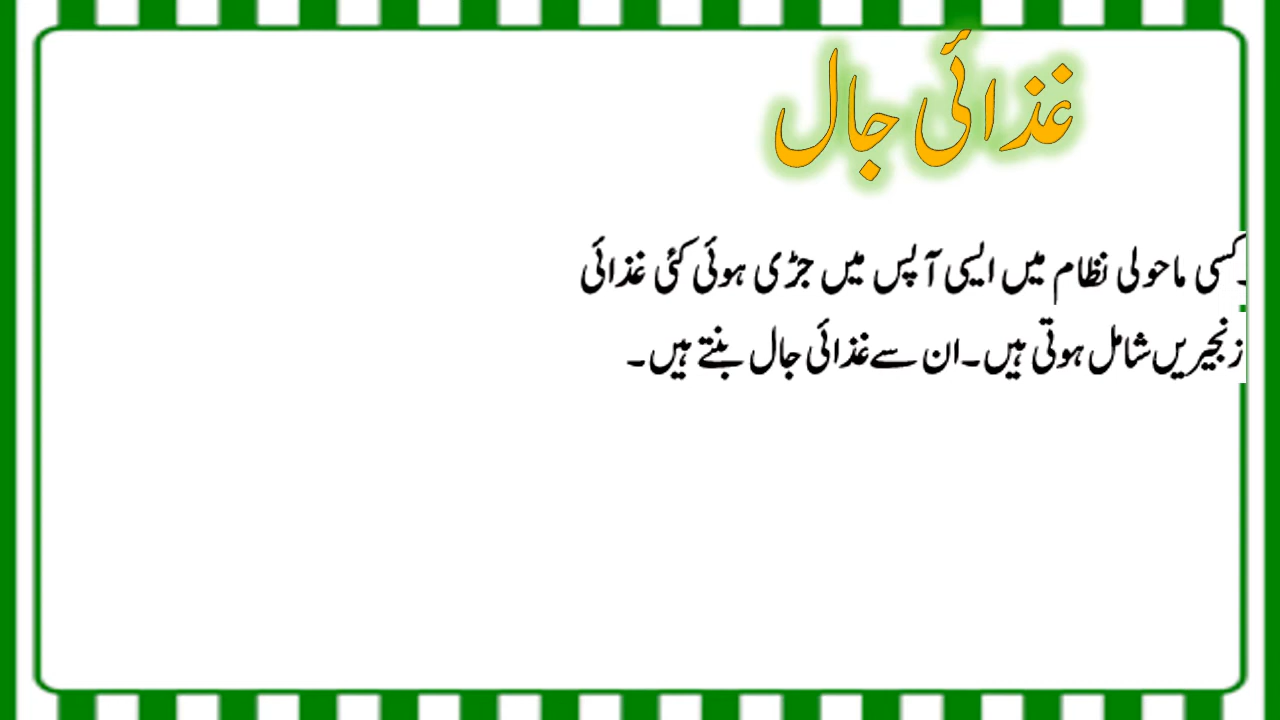 غذائی جال
۔کسی ماحولی نظام میں ایسی آپس میں جڑی ہوئی کئی غذائی
زنجیریں شامل ہوتی ہیں۔ان سے غذائی جال بنتے ہیں۔